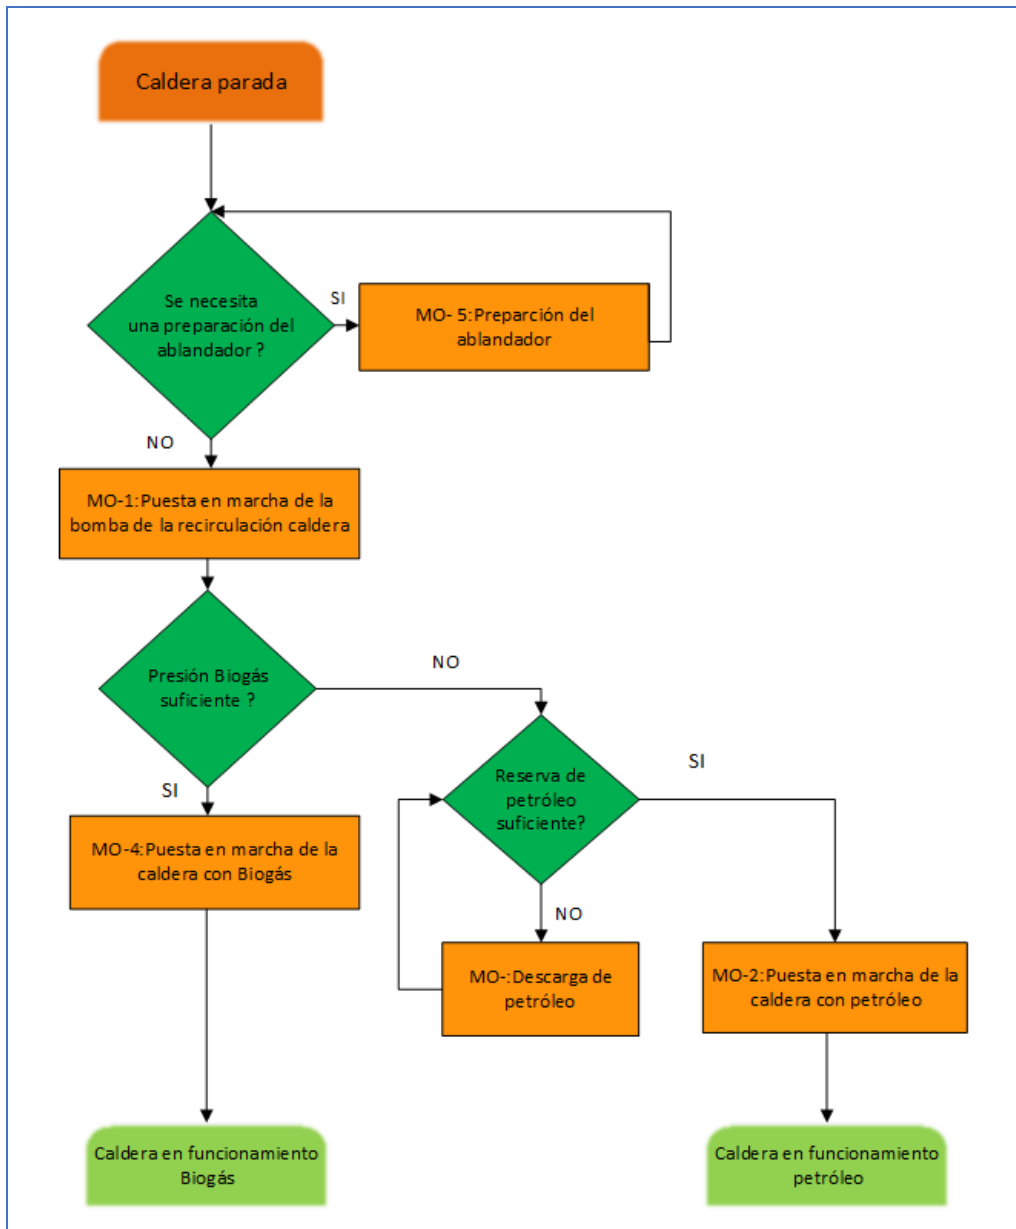 Caldera parada
Se necesita
una preparación del
ablandador ?
SI
MO- 5:Preparción del
ablandador
NO
MO-1:Puesta en marcha de la
bomba de la recirculación caldera
Presión Biogás
suficiente ?
NO
SI
Reserva de
petróleo
suficiente?
SI
MO-4:Puesta en marcha de la
caldera con Biogás
NO
MO-:Descarga de
petróleo
MO-2:Puesta en marcha de la
caldera con petróleo
Caldera en funcionamiento
Biogás
Caldera en funcionamiento
petróleo